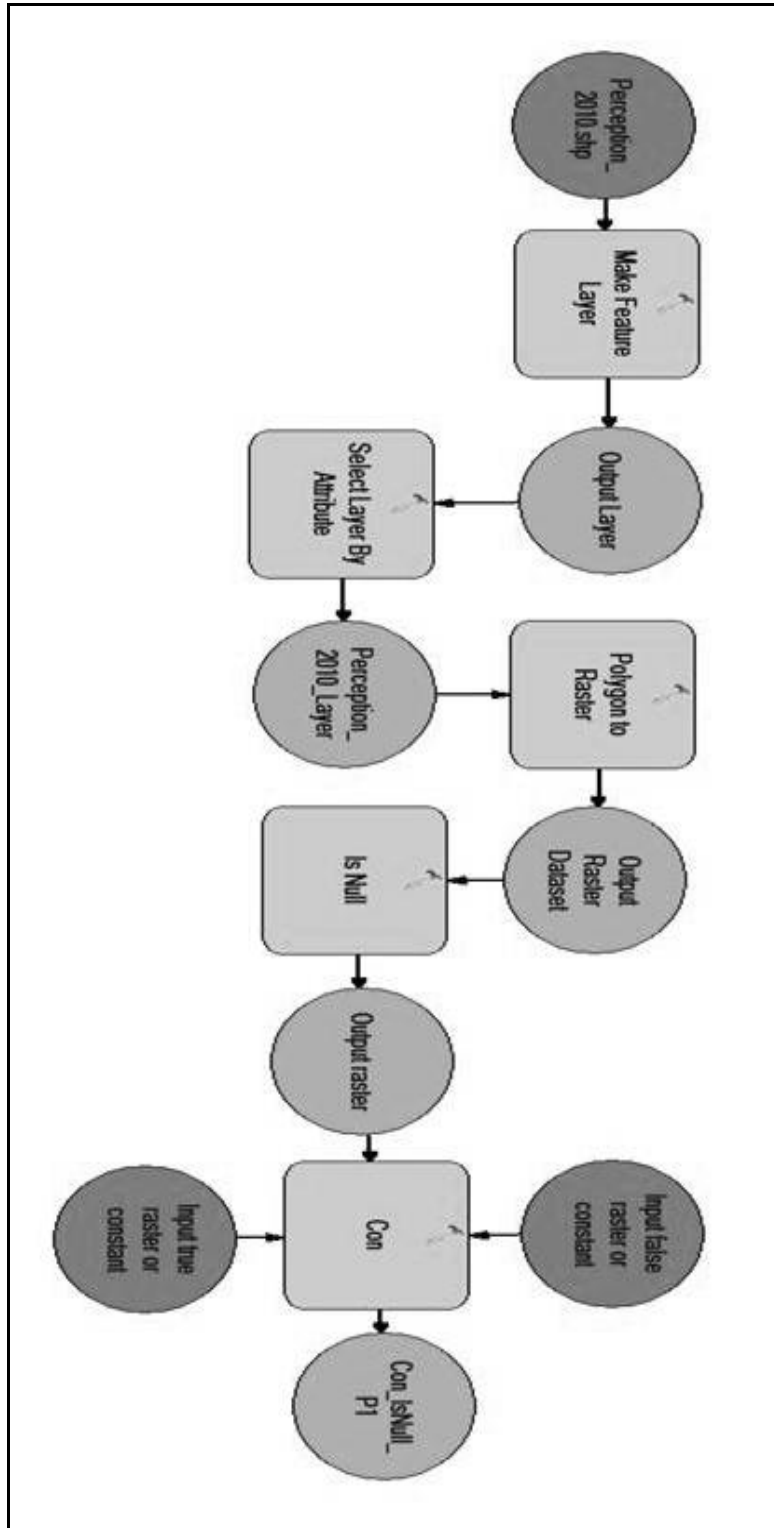 Perception_
2010.shp
Make Feature
Layer
Output Layer
Select Layer By
Attribute
Perception_
2010_Layer
Polygon to
Raster
Output
Raster
Dataset
Is Null
Output raster
Con
Input false
raster or
constant
Input true
raster or
constant
Con_IsNull_
P1